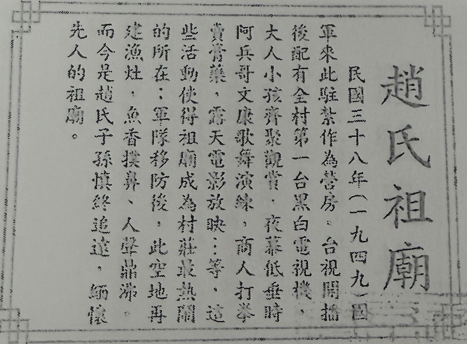 趙氏祖廟
民國三十八年(一九四九)國
軍來此駐紮作為營房。台視開播
後配有全村第一台黑白電視機，
大人小孩齊聚觀賞，夜幕低垂時
阿兵哥文康歌舞演練，商人打拳
賣膏藥，露天電影放映…等，這
些活動使得祖廟成為村莊最熱鬧
的所在；軍隊移防後，此空地再
建漁灶，魚香撲鼻、人聲鼎沸。
而今是趙氏子孫慎終追遠，緬懷
先人的祖廟。